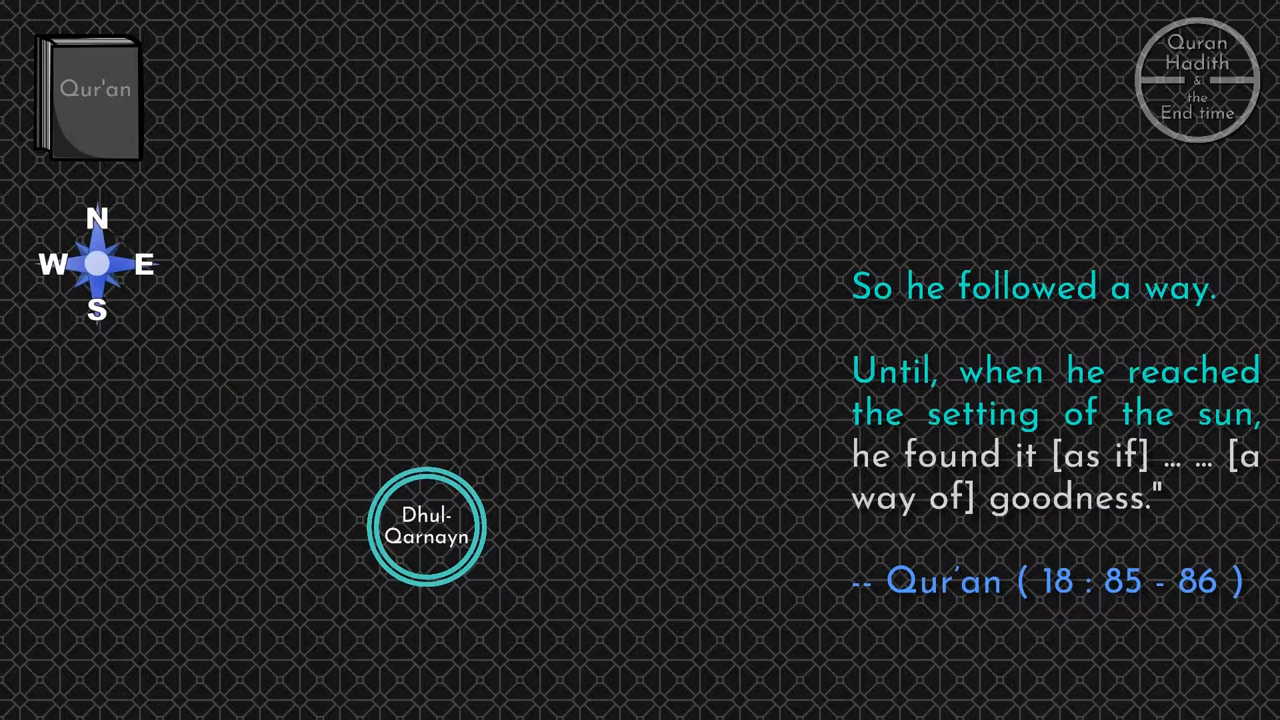 Qur'an
Quran
Hadith
&
the
End time
N
W E
S
So he followed a way.
Until, when he reached
the setting of the sun,
he found it [as if] ... ... [a
way of] goodness."
-- Qur’an ( 18 : 85 - 86 )
Dhul-
Qarnayn